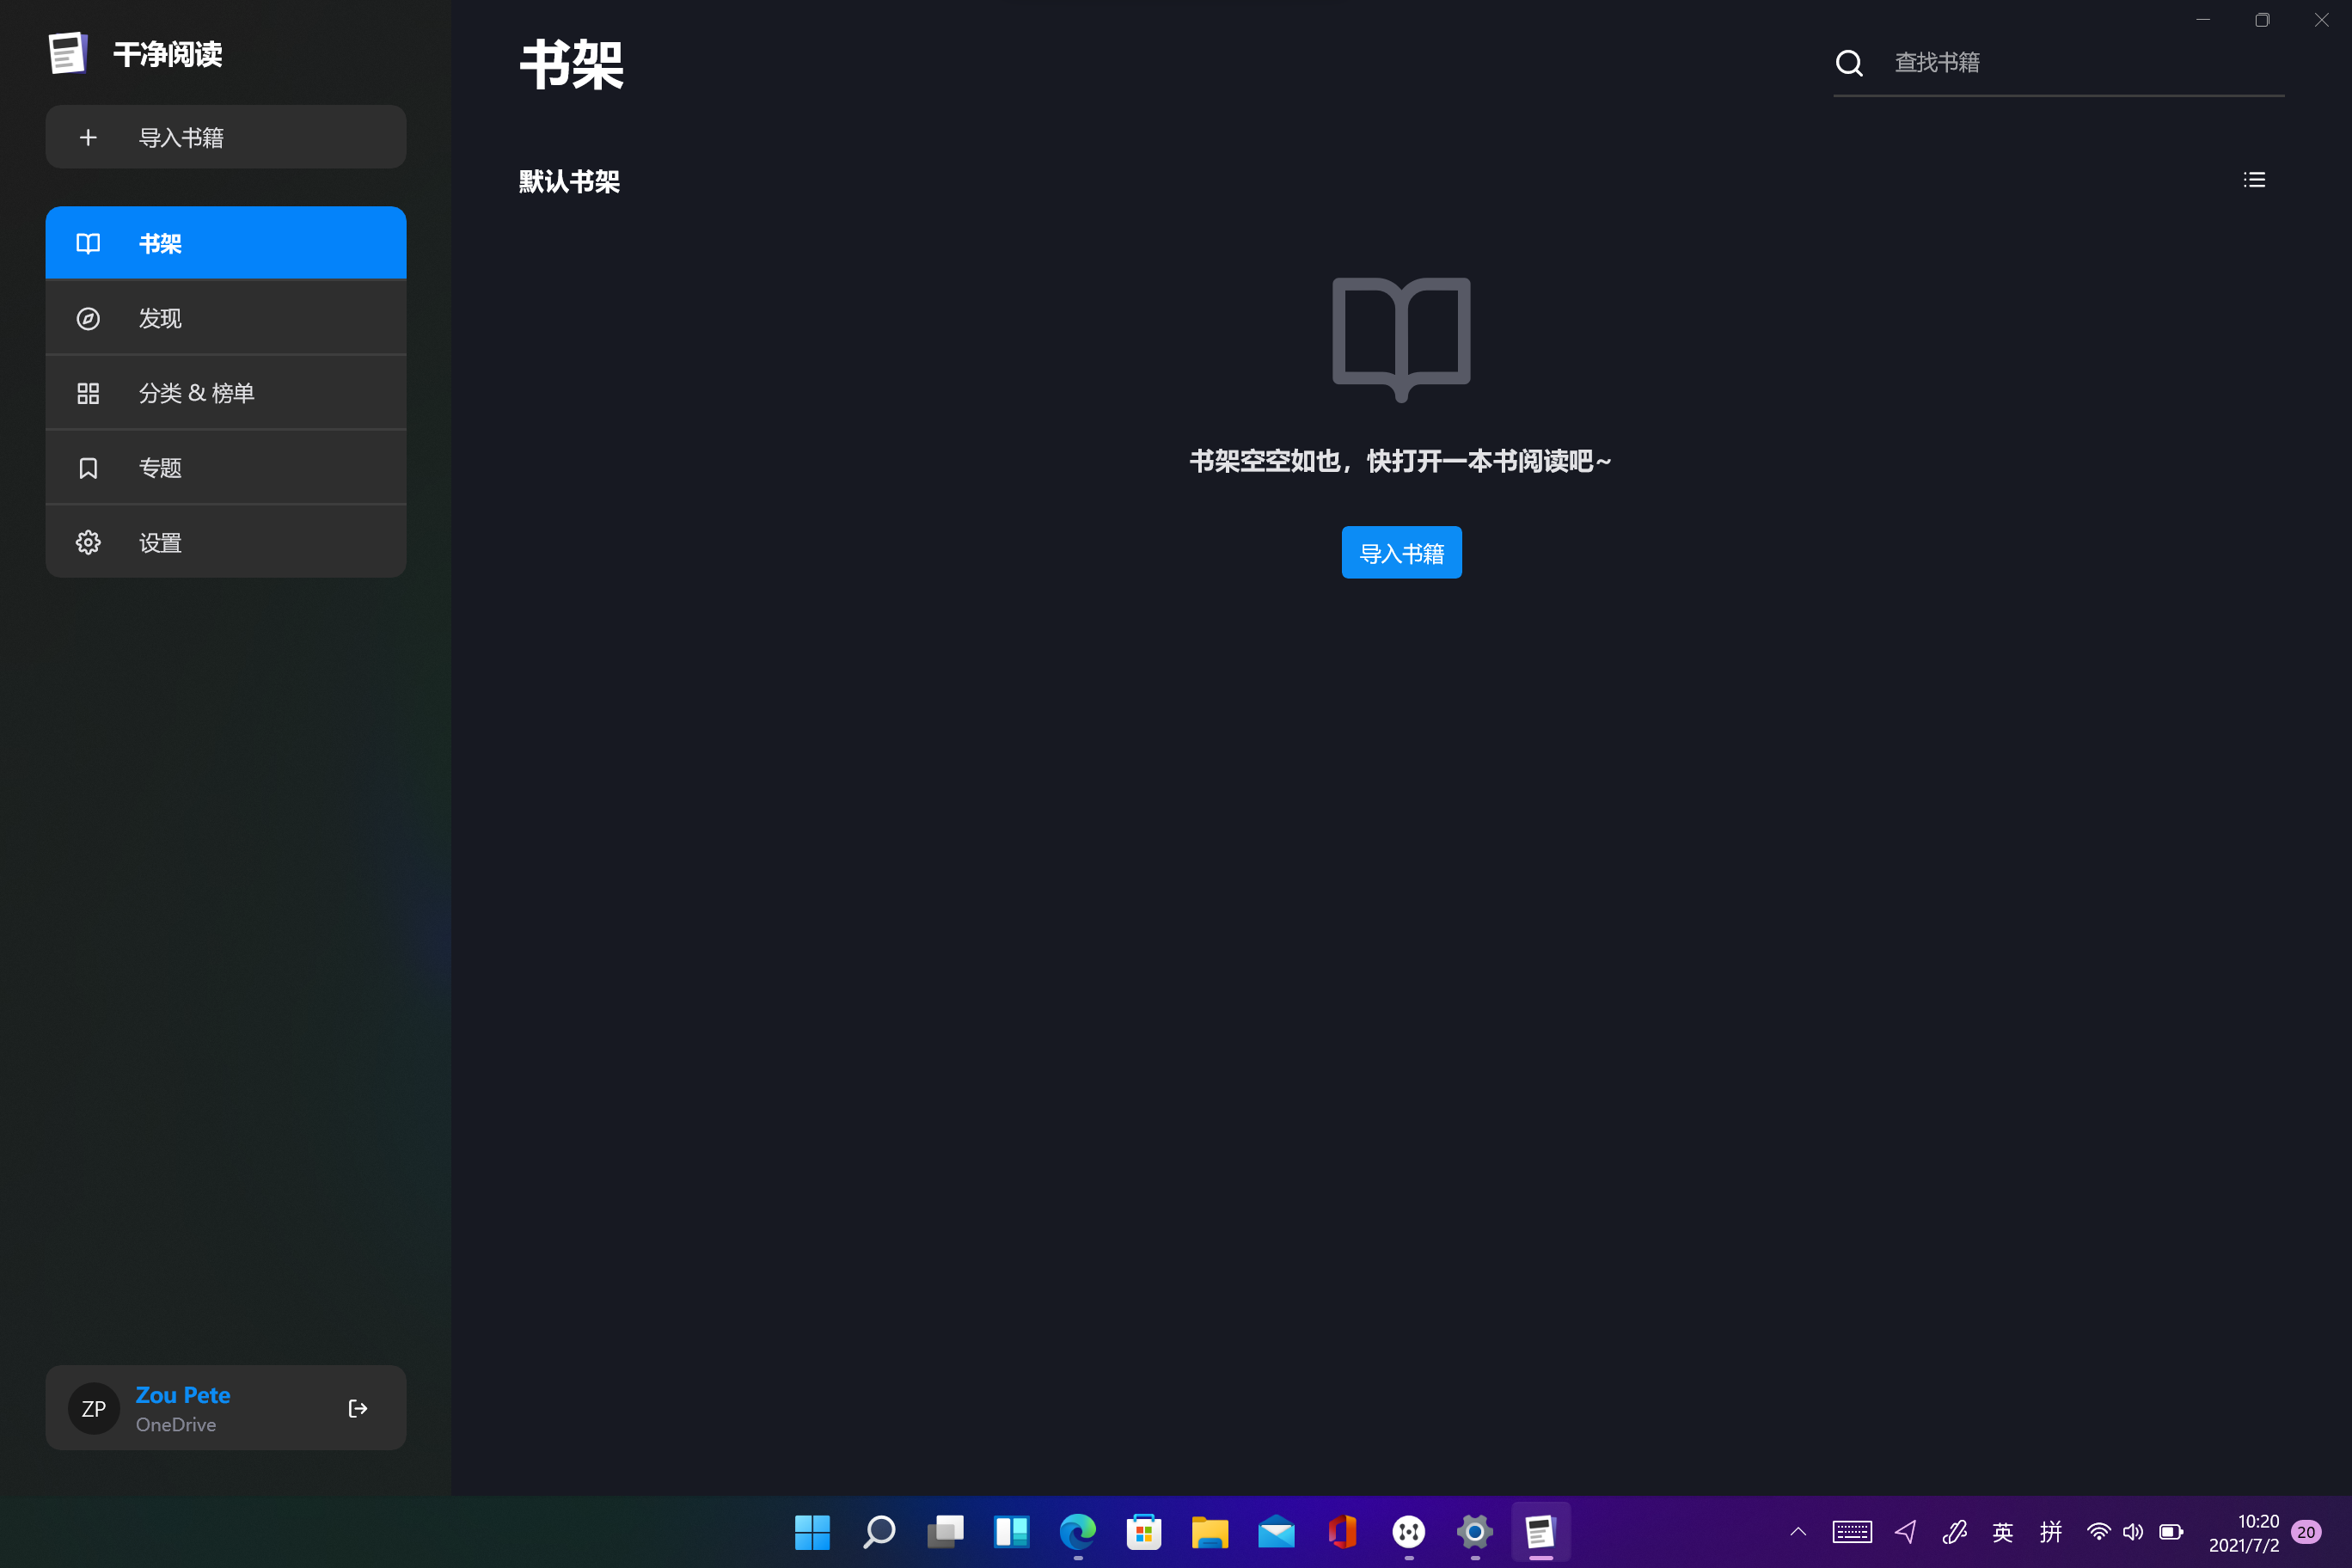 干净阅读
导入书籍
书架
发现
分类 & 榜单
专题
设置
ZP
Zou Pete
OneDrive
书架
查找书籍
默认书架
书架空空如也，快打开一本书阅读吧~
导入书籍
英
拼
10:20
2021/7/2
20